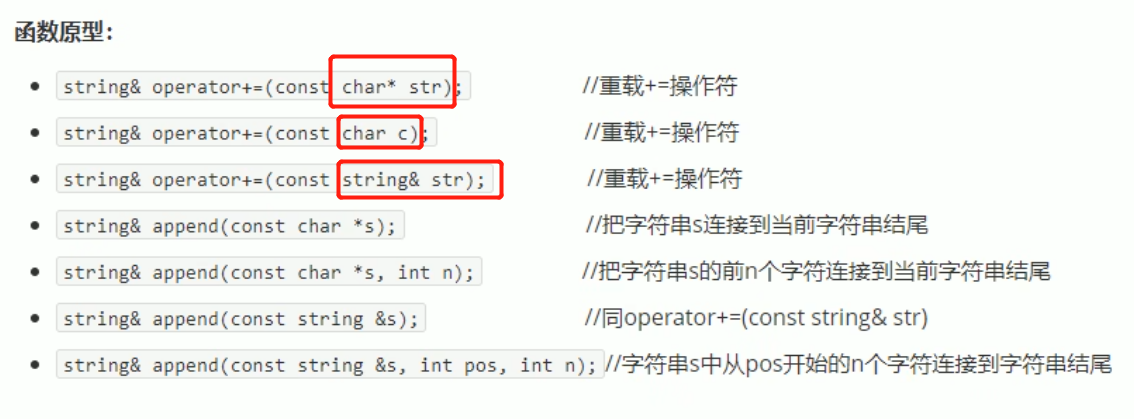 函数原型：
string& operator+=(const char* str); //重载+=操作符
string& operator+=(const char c); //重载+=操作符
string& operator+=(const string& str); //重载+=操作符
string& append(const char *s); //把字符串s连接到当前字符串结尾
string& append(const char *s, int n); //把字符串s的前n个字符连接到当前字符串结尾
string& append(const string &s); //同operator+=(const string& str)
string& append(const string &s, int pos, int n); //字符串s中从pos开始的n个字符连接到字符串结尾